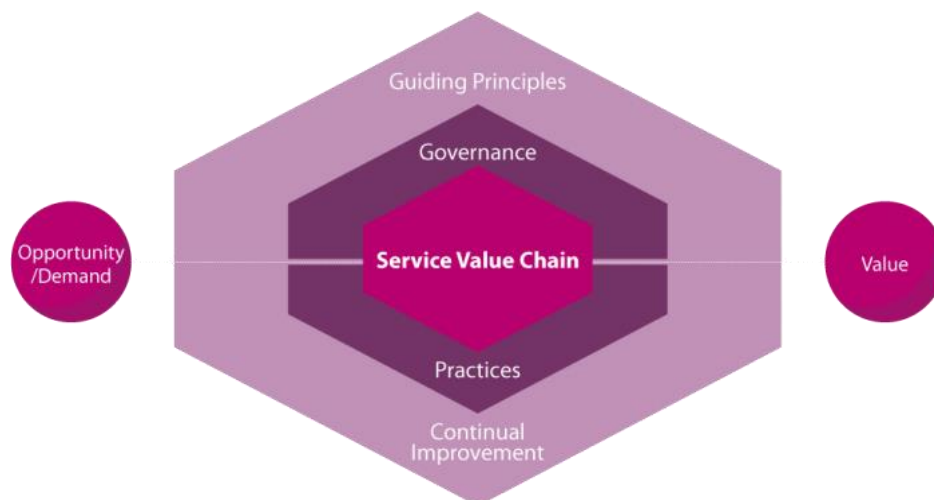 Guiding Principles
Governance
Opportunity
/Demand
Service Value Chain
Value
Practices
Continual
Improvement